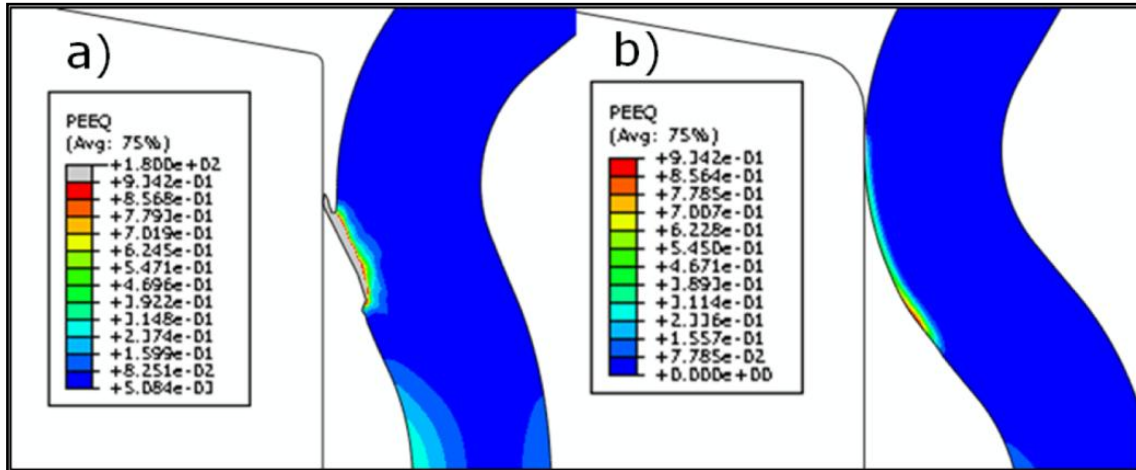 a)
PEEQ
(Avg: 75%)
+1.800e+02
+9.342e-01
+8.568e-01
+7.793e-01
+7.019e-01
+6.245e-01
+5.471e-01
+4.696e-01
+3.922e-01
+3.148e-01
+2.374e-01
+1.599e-01
+8.251e-02
+5.084e-03
b)
PEEQ
(Avg: 75%)
+9.342e-01
+8.564e-01
+7.785e-01
+7.007e-01
+6.228e-01
+5.450e-01
+4.671e-01
+3.893e-01
+3.114e-01
+2.336e-01
+1.557e-01
+7.785e-02
+0.000e+00